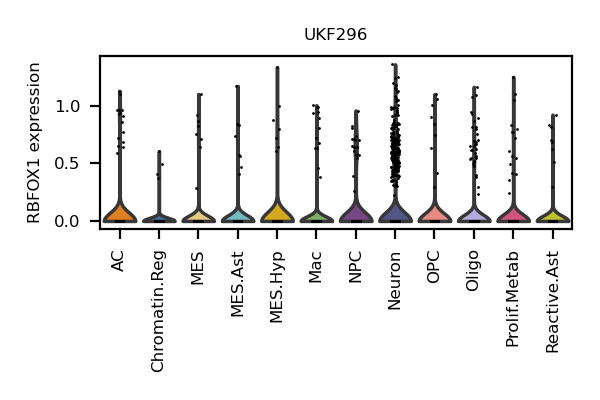 UKF296
RBFOX1 expression
1.0
0.5
0.0
AC
Chromatin.Reg
MES
MES.Ast
MES.Hyp
Mac
NPC
Neuron
OPC
Oligo
Prolif.Metab
Reactive.Ast